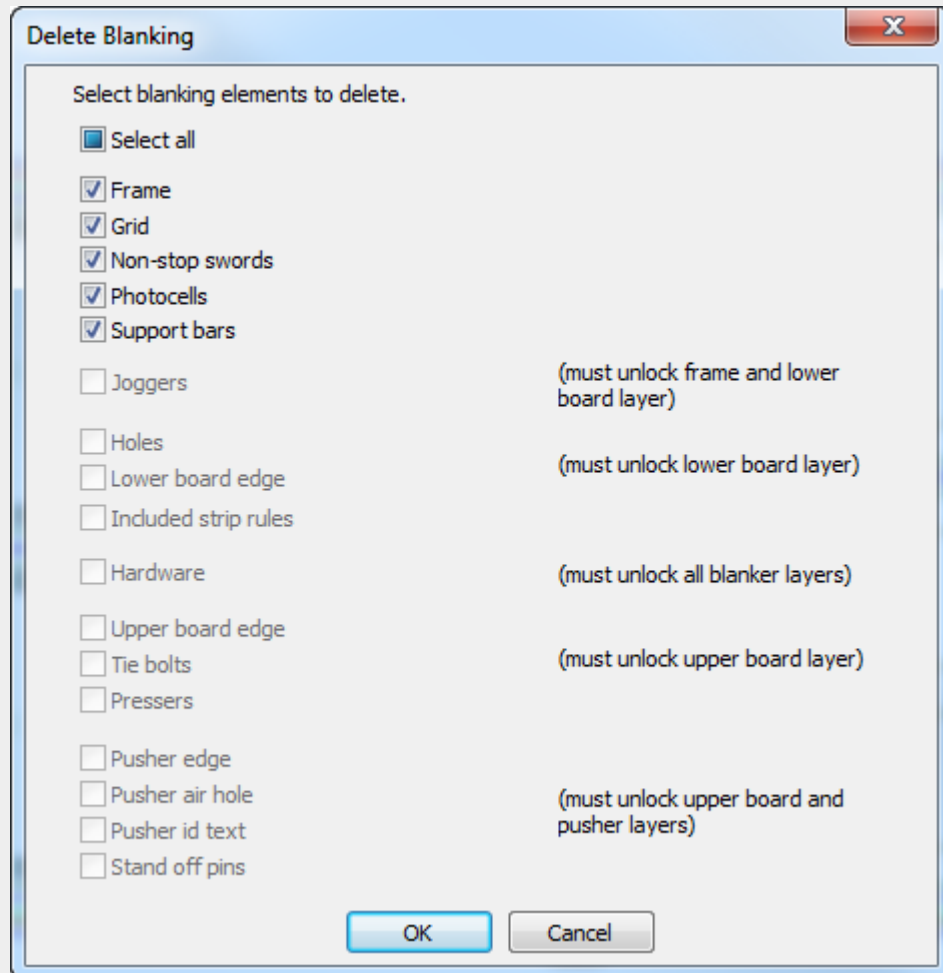 Delete Blanking
Select blanking elements to delete.
Select all
Frame
Grid
Non-stop swords
Photocells
Support bars
Joggers
(must unlock frame and lower
board layer)
Holes
Lower board edge
(must unlock lower board layer)
Included strip rules
Hardware
(must unlock all blanker layers)
Upper board edge
Tie bolts
(must unlock upper board layer)
Pressers
Pusher edge
Pusher air hole
Pusher id text
(must unlock upper board and
pusher layers)
Stand off pins
OK
Cancel